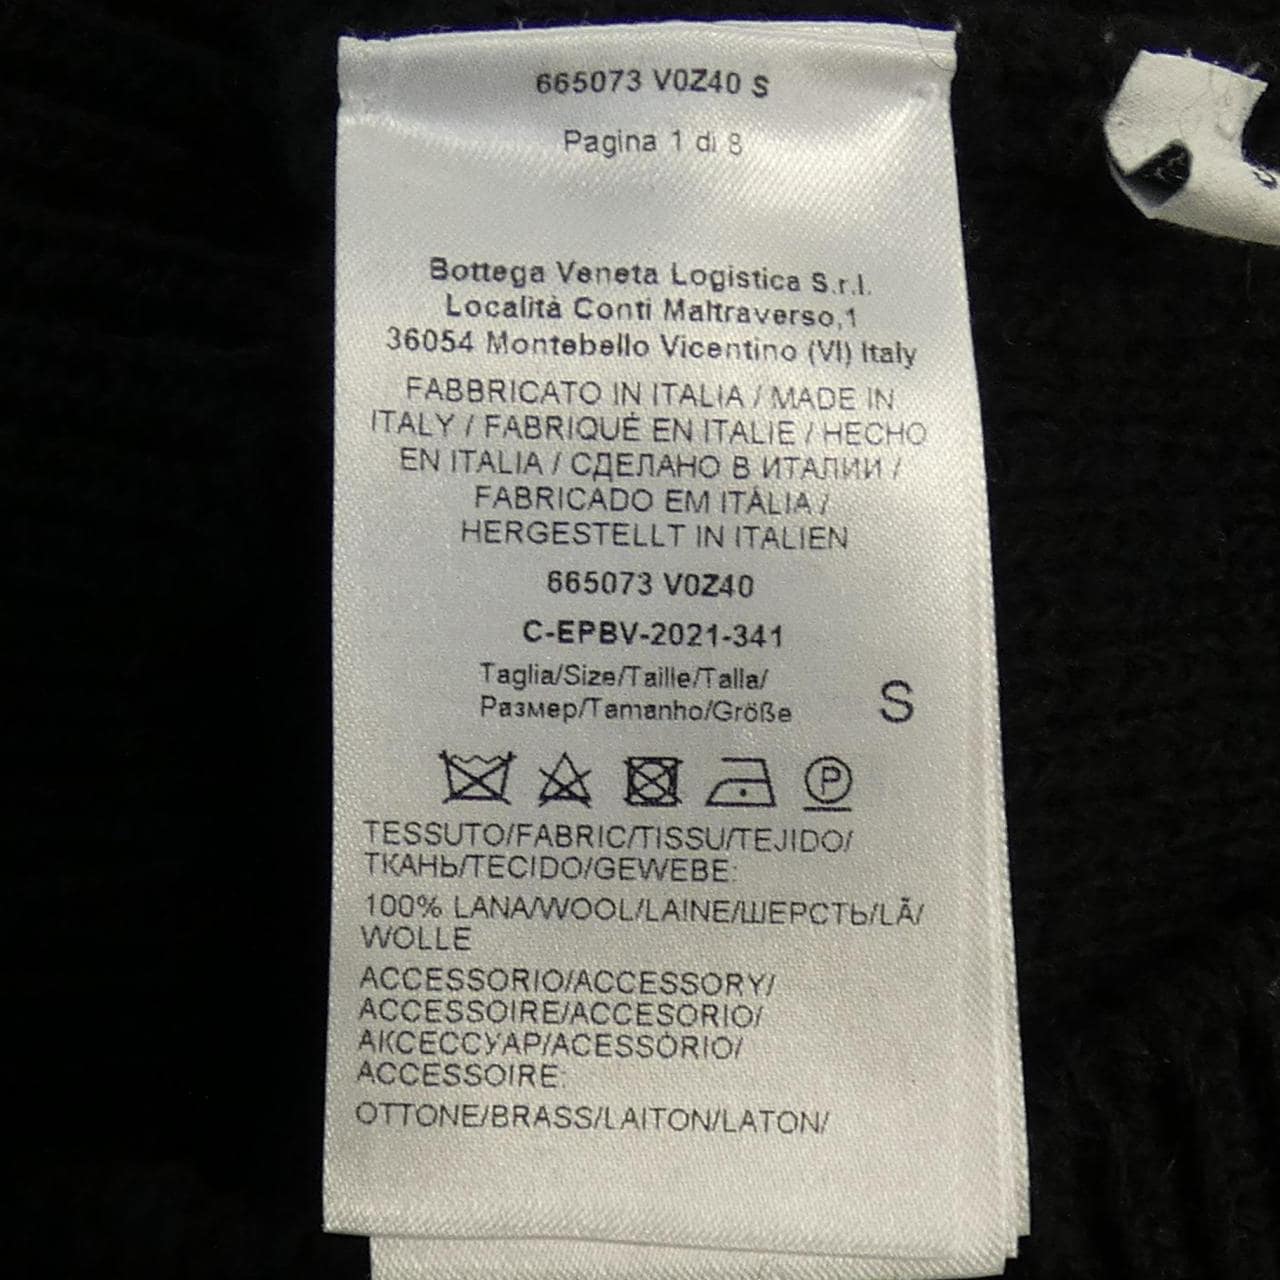 665073 V0Z40 S
Pagina 1 di 8
Bottega Veneta Logistica S.r.l.
Località Conti Maltraverso,1
36054 Montebello Vicentino (VI) Italy
FABBRICATO IN ITALIA / MADE IN
ITALY / FABRIQUÉ EN ITALIE / HECHO
EN ITALIA / СДЕЛАНО В ИТАЛИИ /
FABRICADO EM ITÁLIA /
HERGESTELLT IN ITALIEN
665073 V0Z40
C-EPBV-2021-341
Taglia/Size/Taille/Talla/
Размер/Tamanho/Größe
S
P
TESSUTO/FABRIC/TISSU/TEJIDO/
ТКАНЬ/TECIDO/GEWEBE:
100% LANA/WOOL/LAINE/ШЕРСТЬ/LÃ/
WOLLE
ACCESSORIO/ACCESSORY/
ACCESSOIRE/ACCESORIO/
АКСЕССУАР/ACESSÓRIO/
ACCESSOIRE:
OTTONE/BRASS/LAITON/LATON/